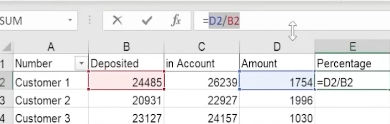 SUM fx =D2/B2
A B C D E
1 Number Deposited in Account Amount Percentage
2 Customer 1 24485 26239 1754 =D2/B2
3 Customer 2 20931 22927 1996
4 Customer 3 23127 24157 1030